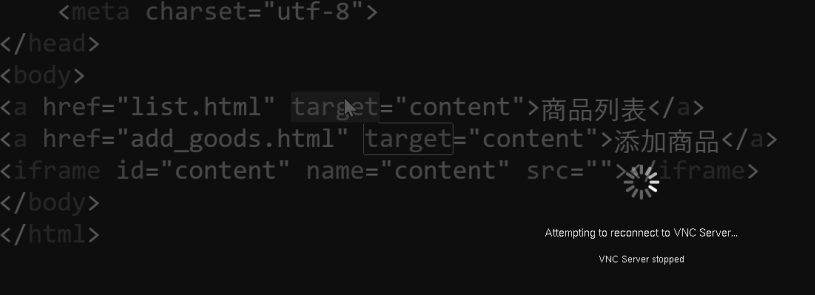 <meta charset="utf-8">
</head>
<body>
<a href="list.html" target="content">商品列表</a>
<a href="add_goods.html" target="content">添加商品</a>
<iframe id="content" name="content" src=""></iframe>
</body>
</html>
Attempting to reconnect to VNC Server...
VNC Server stopped